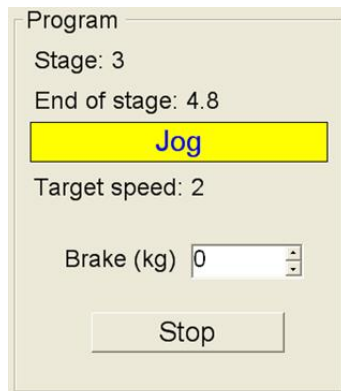 Program
Stage: 3
End of stage: 4.8
Jog
Target speed: 2
Brake (kg) 0
Stop